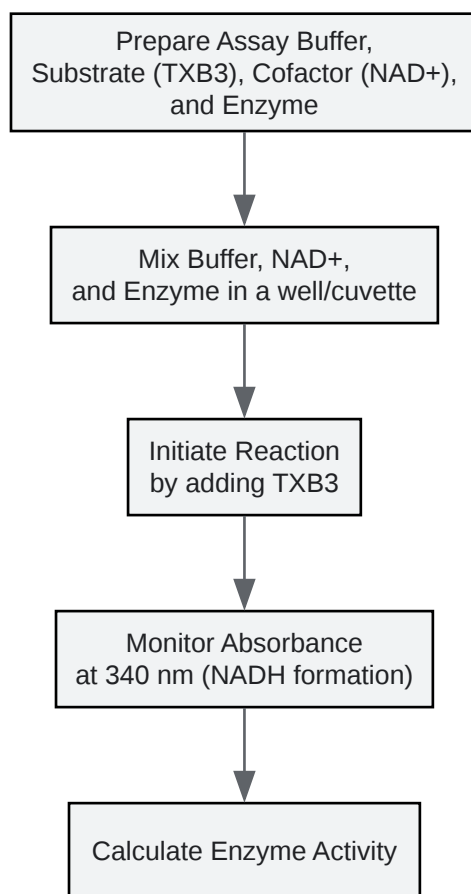 Prepare Assay Buffer,
Substrate (TXB3), Cofactor (NAD+),
and Enzyme
Mix Buffer, NAD+,
and Enzyme in a well/cuvette
Initiate Reaction
by adding TXB3
Monitor Absorbance
at 340 nm (NADH formation)
Calculate Enzyme Activity